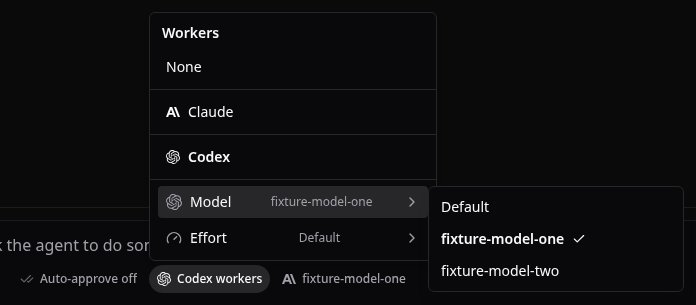 Workers
None
Claude
Codex
Model fixture-model-one
Effort Default
Default
fixture-model-one
fixture-model-two
the agent to do
Auto-approve off Codex workers fixture-model-one